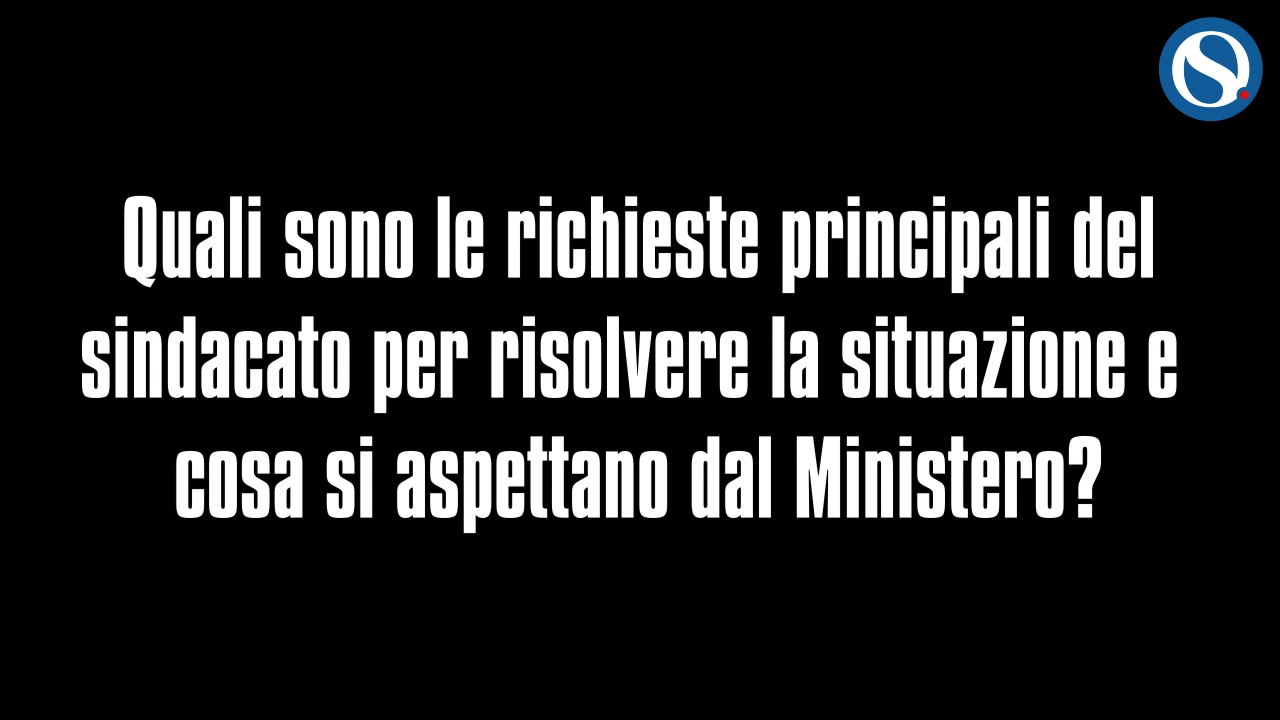 Quali sono le richieste principali del
sindacato per risolvere la situazione e
cosa si aspettano dal Ministero?